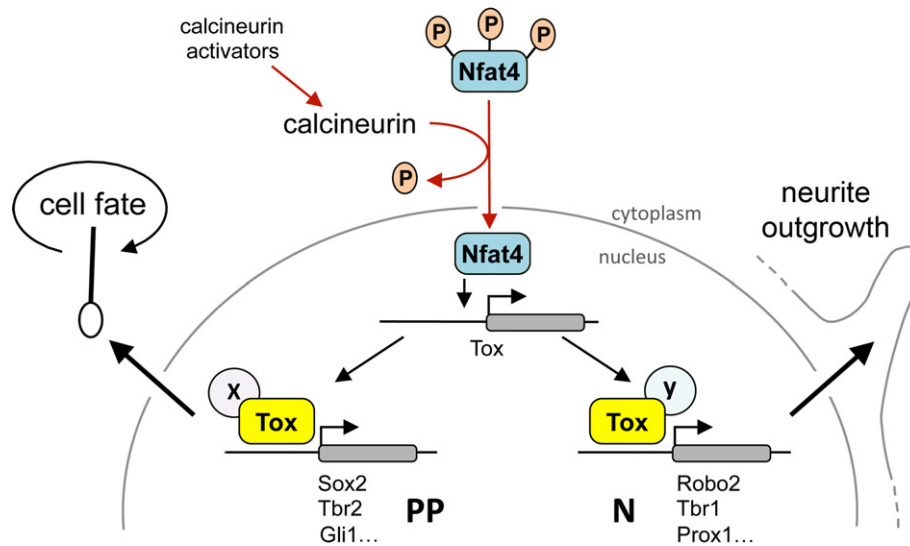 calcineurin
activators
P
P
P
Nfat4
calcineurin
P
cell fate
cytoplasm
nucleus
neurite
outgrowth
Nfat4
Tox
X
Tox
y
Tox
Sox2
Tbr2
Gli1...
PP
N
Robo2
Tbr1
Prox1...